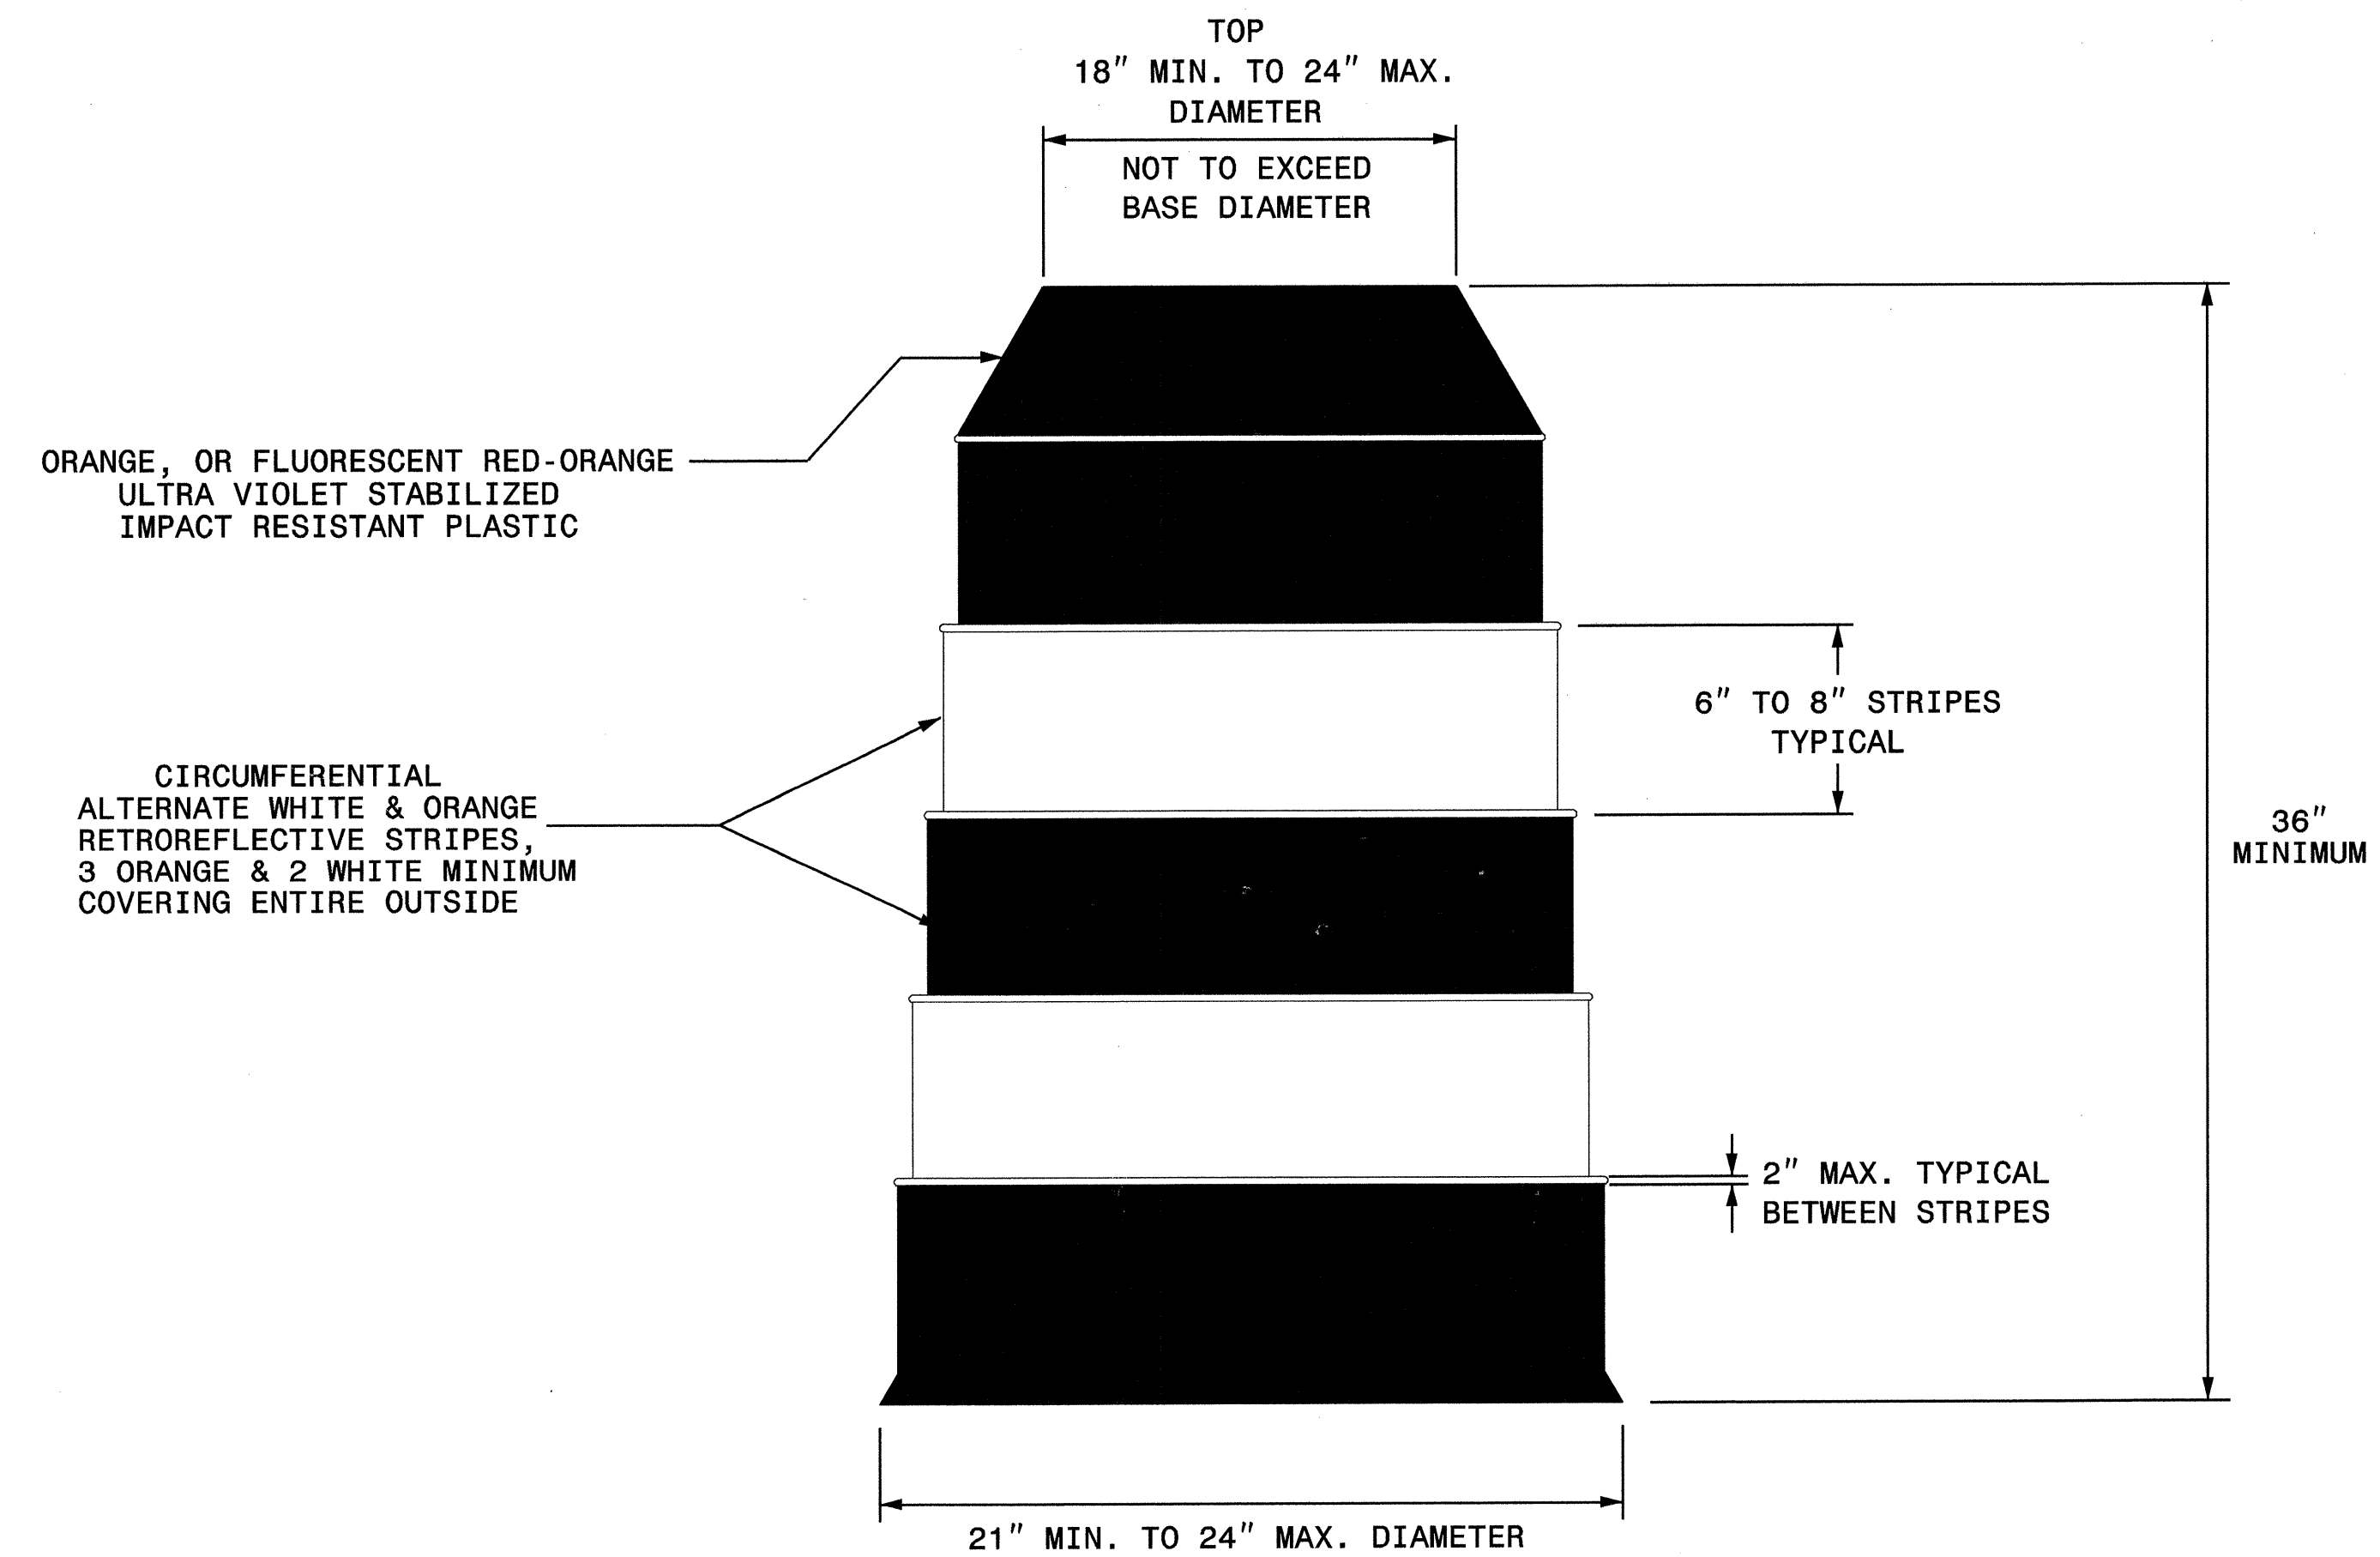 TOP
18" MIN. TO 24" MAX.
DIAMETER
NOT TO EXCEED
BASE DIAMETER
ORANGE, OR FLUORESCENT RED-ORANGE
ULTRA VIOLET STABILIZED
IMPACT RESISTANT PLASTIC
6" TO 8" STRIPES
TYPICAL
CIRCUMFERENTIAL
ALTERNATE WHITE & ORANGE
RETROREFLECTIVE STRIPES,
3 ORANGE & 2 WHITE MINIMUM
COVERING ENTIRE OUTSIDE
36"
MINIMUM
2" MAX. TYPICAL
BETWEEN STRIPES
21" MIN. TO 24" MAX. DIAMETER